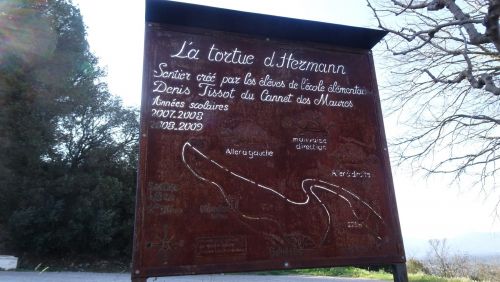 L'a tortue d'Hermann
Sentier créé par les élèves de l'école élémentaire
Denis Tissot du Cannet des Maures
Années scolaires
2007.2008
2008.2009
mauvaise
direction
Aller à gauche
Aller à droite